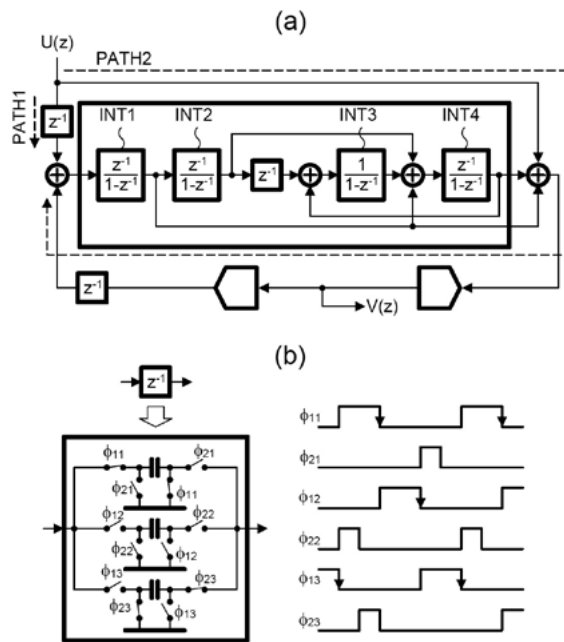 (a)
U(z)
PATH2
PATH1
z⁻¹
INT1 INT2 INT3 INT4
z⁻¹ z⁻¹ 1 z⁻¹
1-z⁻¹ 1-z⁻¹ z⁻¹ 1-z⁻¹ 1-z⁻¹
z⁻¹
V(z)
(b)
z⁻¹
ϕ11 ϕ21
ϕ21 ϕ11
ϕ12 ϕ22
ϕ22 ϕ12
ϕ13 ϕ23
ϕ23 ϕ13
ϕ11
ϕ21
ϕ12
ϕ22
ϕ13
ϕ23